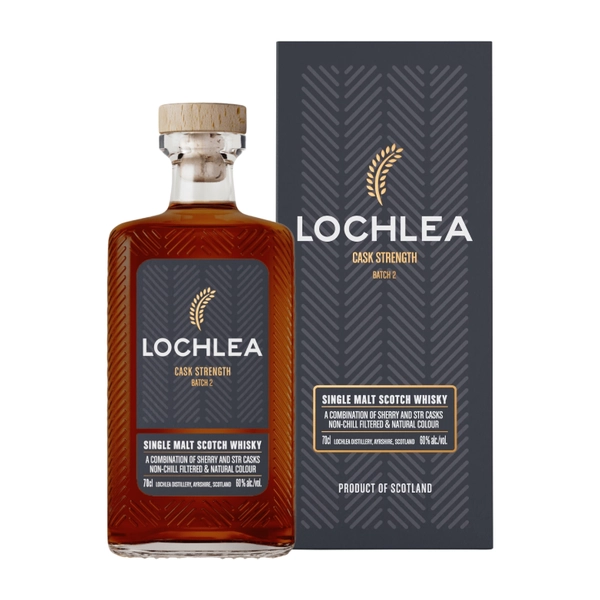 LOCHLEA
CASK STRENGTH
BATCH 2
SINGLE MALT SCOTCH WHISKY
A COMBINATION OF SHERRY AND STR CASKS
NON-CHILL FILTERED & NATURAL COLOUR
70cl LOCHLEA DISTILLERY, AYRSHIRE, SCOTLAND 60% alc./vol.
LOCHLEA
CASK STRENGTH
BATCH 2
SINGLE MALT SCOTCH WHISKY
A COMBINATION OF SHERRY AND STR CASKS
NON-CHILL FILTERED & NATURAL COLOUR
70cl LOCHLEA DISTILLERY, AYRSHIRE, SCOTLAND 60% alc./vol.
PRODUCT OF SCOTLAND